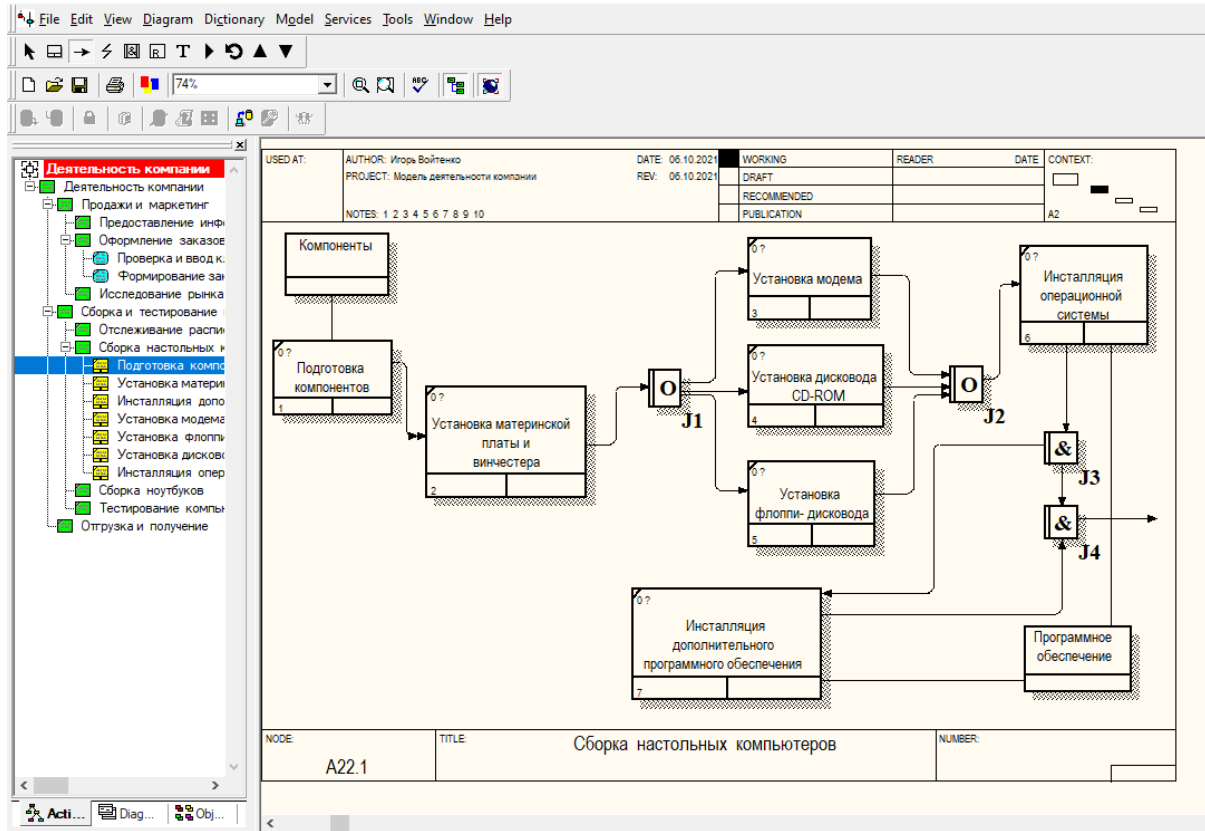 File Edit View Diagram Dictionary Model Services Tools Window Help
74%
Деятельность компании
Деятельность компании
Продажи и маркетинг
Предоставление инфо
Оформление заказов
Проверка и ввод к
Формирование зак
Исследование рынка
Сборка и тестирование
Отслеживание распи
Сборка настольных к
Подготовка компо
Установка матери
Инсталляция допо
Установка модема
Установка флоппи
Установка дисково
Инсталляция опер
Сборка ноутбуков
Тестирование компью
Отгрузка и получение
Acti... Diag... Obj...
USED AT: AUTHOR: Игорь Войтенко DATE: 06.10.2021 WORKING READER DATE CONTEXT:
PROJECT: Модель деятельности компании REV: 06.10.2021 DRAFT
RECOMMENDED
NOTES: 1 2 3 4 5 6 7 8 9 10 PUBLICATION A2
Компоненты
0 ?
Подготовка
компонентов
1
0 ?
Установка материнской
платы и
винчестера
2
O
J1
0 ?
Установка модема
3
0 ?
Установка дисковода
CD-ROM
4
0 ?
Установка
флоппи- дисковода
5
O
J2
0 ?
Инсталляция
операционной
системы
6
&
J3
&
J4
0 ?
Инсталляция
дополнительного
программного обеспечения
7
Программное
обеспечение
NODE: TITLE: NUMBER:
A22.1 Сборка настольных компьютеров